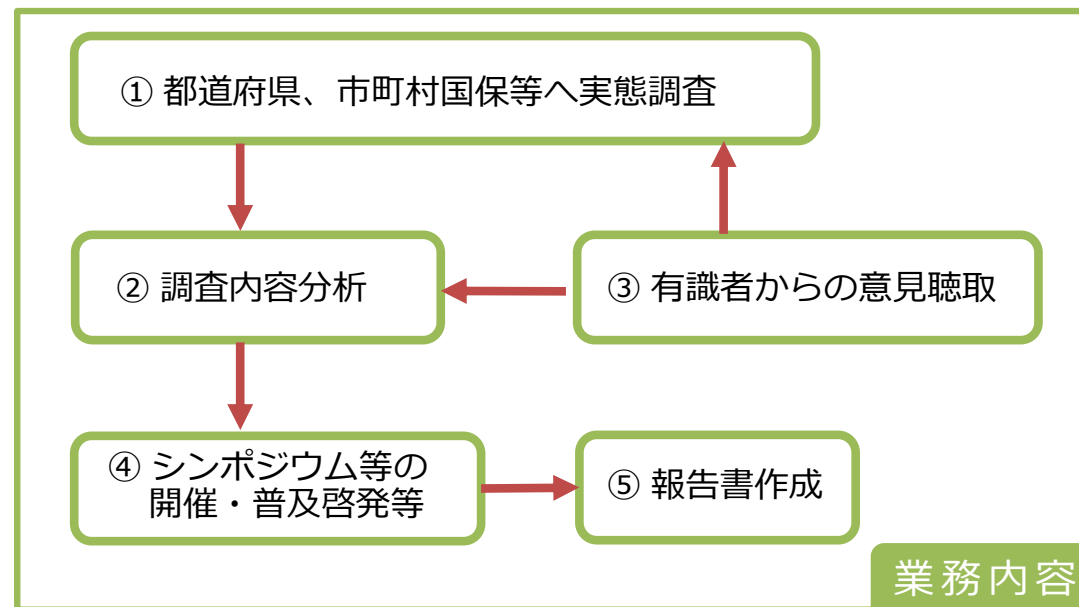 ① 都道府県、市町村国保等へ実態調査
② 調査内容分析
③ 有識者からの意見聴取
④ シンポジウム等の
開催・普及啓発等
⑤ 報告書作成
業務内容